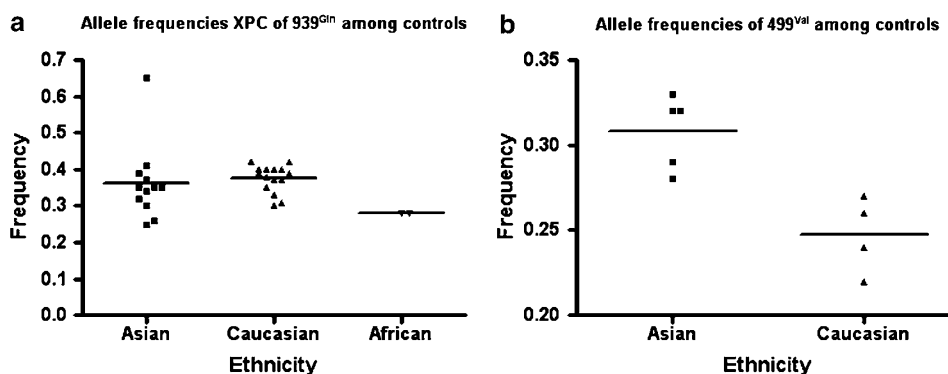 a Allele frequencies XPC of 939Gln among controls
0.7
0.6
0.5
0.4
0.3
0.2
0.1
0.0
Frequency
Asian Caucasian African
Ethnicity
b Allele frequencies of 499Val among controls
0.35
0.30
0.25
0.20
Frequency
Asian Caucasian
Ethnicity